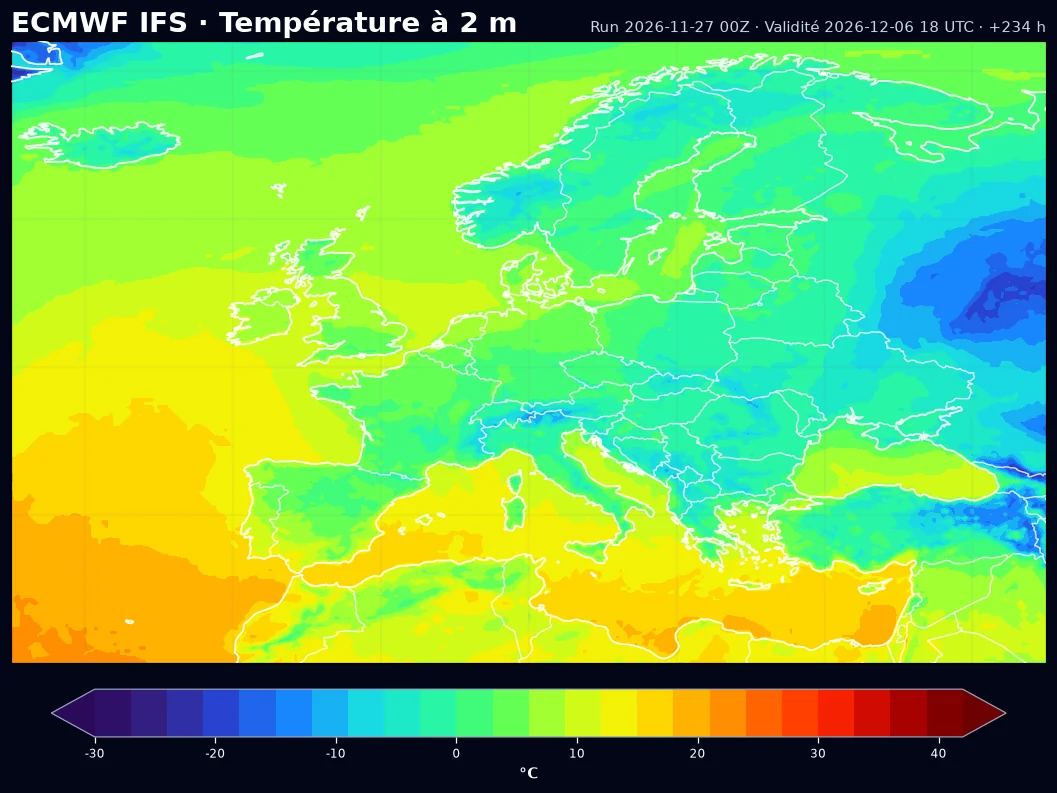 ECMWF IFS · Température à 2 m
Run 2026-11-27 00Z · Validité 2026-12-06 18 UTC · +234 h
-30 -20 -10 0 10 20 30 40
°C